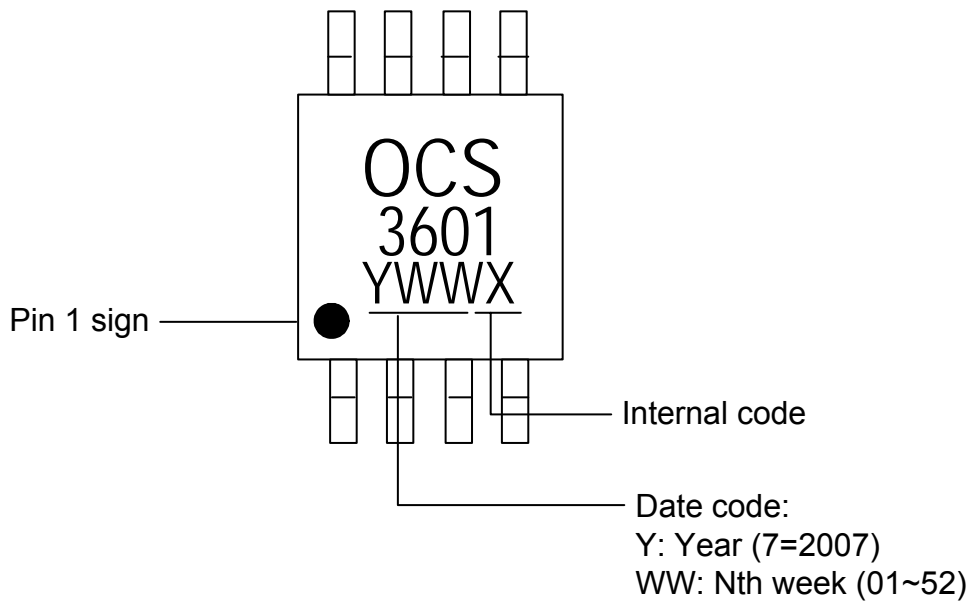 OCS
3601
YWWX
Pin 1 sign
Internal code
Date code:
Y: Year (7=2007)
WW: Nth week (01~52)